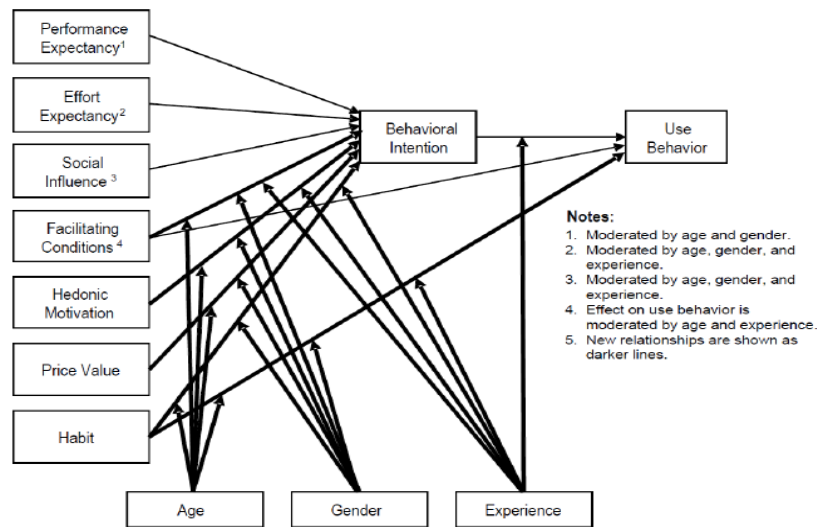 Performance
Expectancy¹
Effort
Expectancy²
Social
Influence ³
Facilitating
Conditions ⁴
Hedonic
Motivation
Price Value
Habit
Behavioral
Intention
Use
Behavior
Notes:
1. Moderated by age and gender.
2. Moderated by age, gender, and
experience.
3. Moderated by age, gender, and
experience.
4. Effect on use behavior is
moderated by age and experience.
5. New relationships are shown as
darker lines.
Age
Gender
Experience